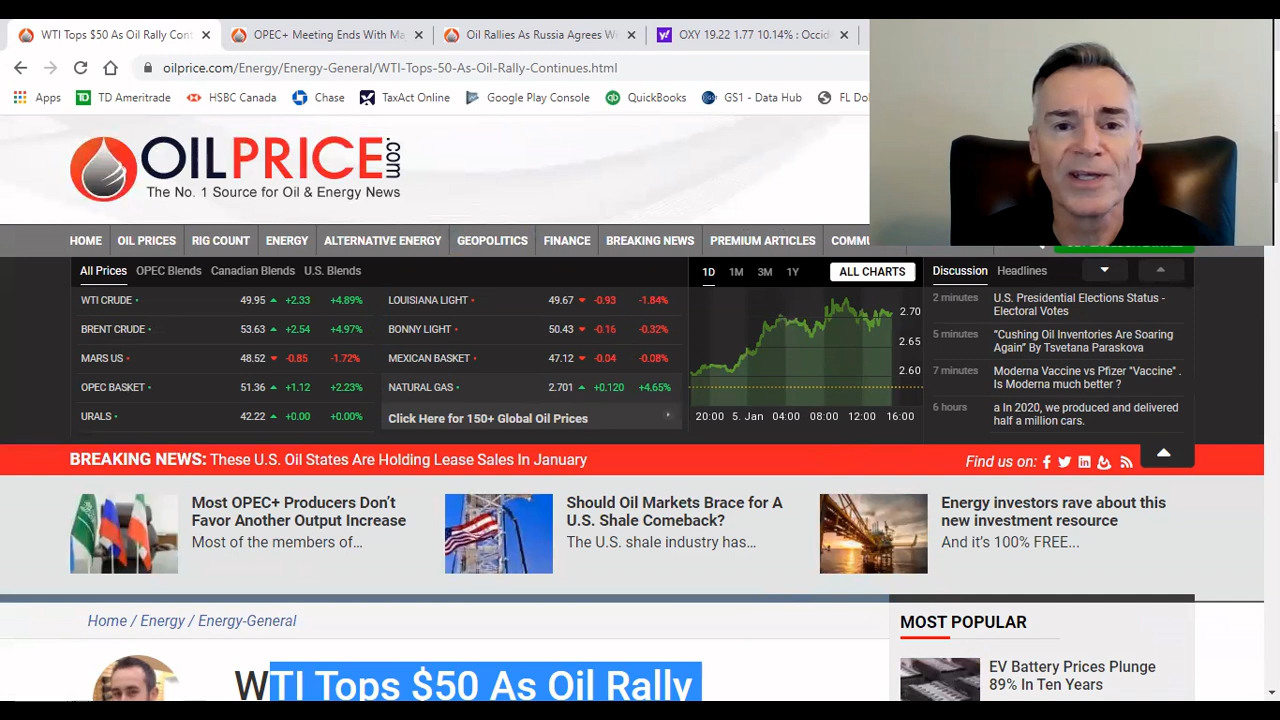 WTI Tops $50 As Oil Rally Cont
OPEC+ Meeting Ends With Ma
Oil Rallies As Russia Agrees W
OXY 19.22 1.77 10.14% : Occid
oilprice.com/Energy/Energy-General/WTI-Tops-50-As-Oil-Rally-Continues.html
Apps TD Ameritrade HSBC Canada Chase TaxAct Online Google Play Console QuickBooks GS1 - Data Hub FL Do
OILPRICE.com
The No. 1 Source for Oil & Energy News
HOME OIL PRICES RIG COUNT ENERGY ALTERNATIVE ENERGY GEOPOLITICS FINANCE BREAKING NEWS PREMIUM ARTICLES COMMU
All Prices OPEC Blends Canadian Blends U.S. Blends
WTI CRUDE 49.95 +2.33 +4.89%
BRENT CRUDE 53.63 +2.54 +4.97%
MARS US 48.52 -0.85 -1.72%
OPEC BASKET 51.36 +1.12 +2.23%
URALS 42.22 +0.00 +0.00%
LOUISIANA LIGHT 49.67 -0.93 -1.84%
BONNY LIGHT 50.43 -0.16 -0.32%
MEXICAN BASKET 47.12 -0.04 -0.08%
NATURAL GAS 2.701 +0.120 +4.65%
Click Here for 150+ Global Oil Prices
1D 1M 3M 1Y ALL CHARTS
2.70
2.65
2.60
20:00 5. Jan 04:00 08:00 12:00 16:00
Discussion Headlines
2 minutes U.S. Presidential Elections Status -
Electoral Votes
5 minutes “Cushing Oil Inventories Are Soaring
Again” By Tsvetana Paraskova
7 minutes Moderna Vaccine vs Pfizer "Vaccine" .
Is Moderna much better ?
6 hours a In 2020, we produced and delivered
half a million cars.
BREAKING NEWS: These U.S. Oil States Are Holding Lease Sales In January
Find us on:
Most OPEC+ Producers Don’t
Favor Another Output Increase
Most of the members of…
Should Oil Markets Brace for A
U.S. Shale Comeback?
The U.S. shale industry has…
Energy investors rave about this
new investment resource
And it’s 100% FREE…
Home / Energy / Energy-General
WTI Tops $50 As Oil Rally
MOST POPULAR
EV Battery Prices Plunge
89% In Ten Years